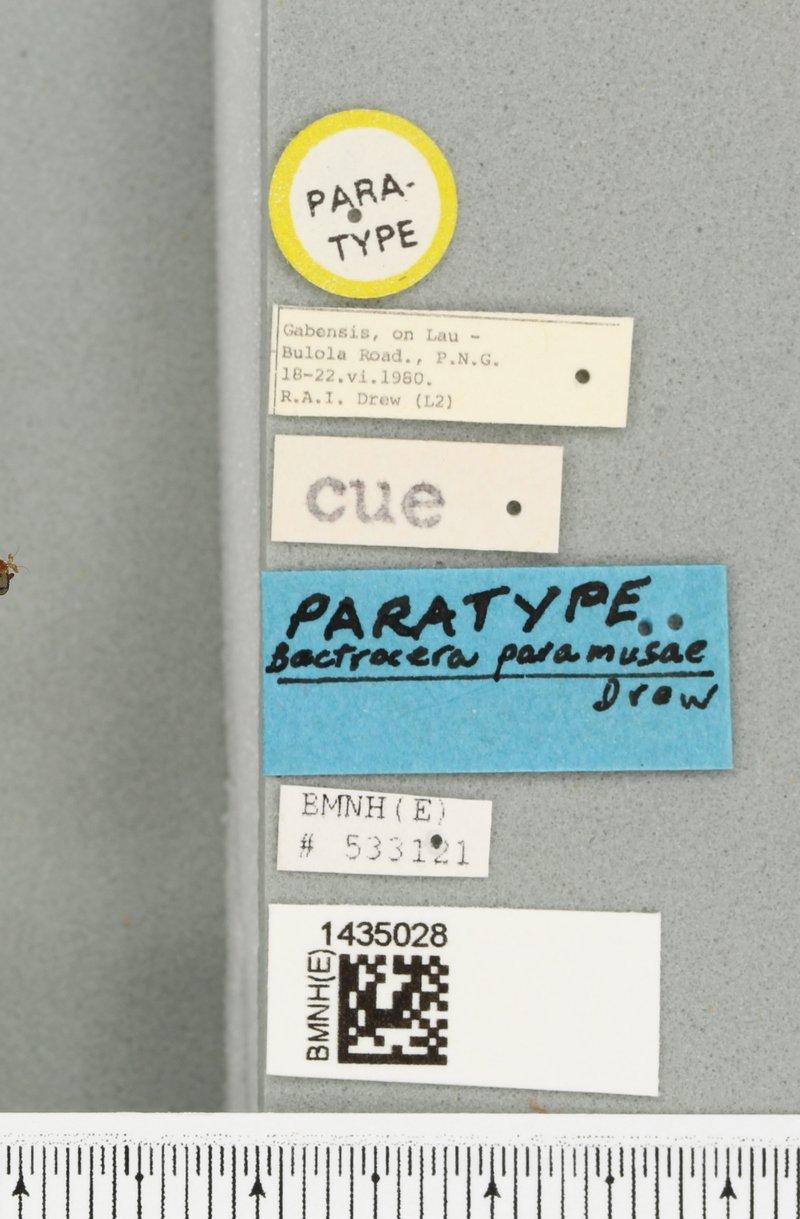 PARA-
TYPE
Gabensis, on Lau -
Bulola Road., P.N.G.
18-22.vi.1980.
R.A.I. Drew (L2)
cue
PARATYPE..
Bactrocera paramusae
Drew
BMNH(E)
# 533121
1435028
BMNH(E)